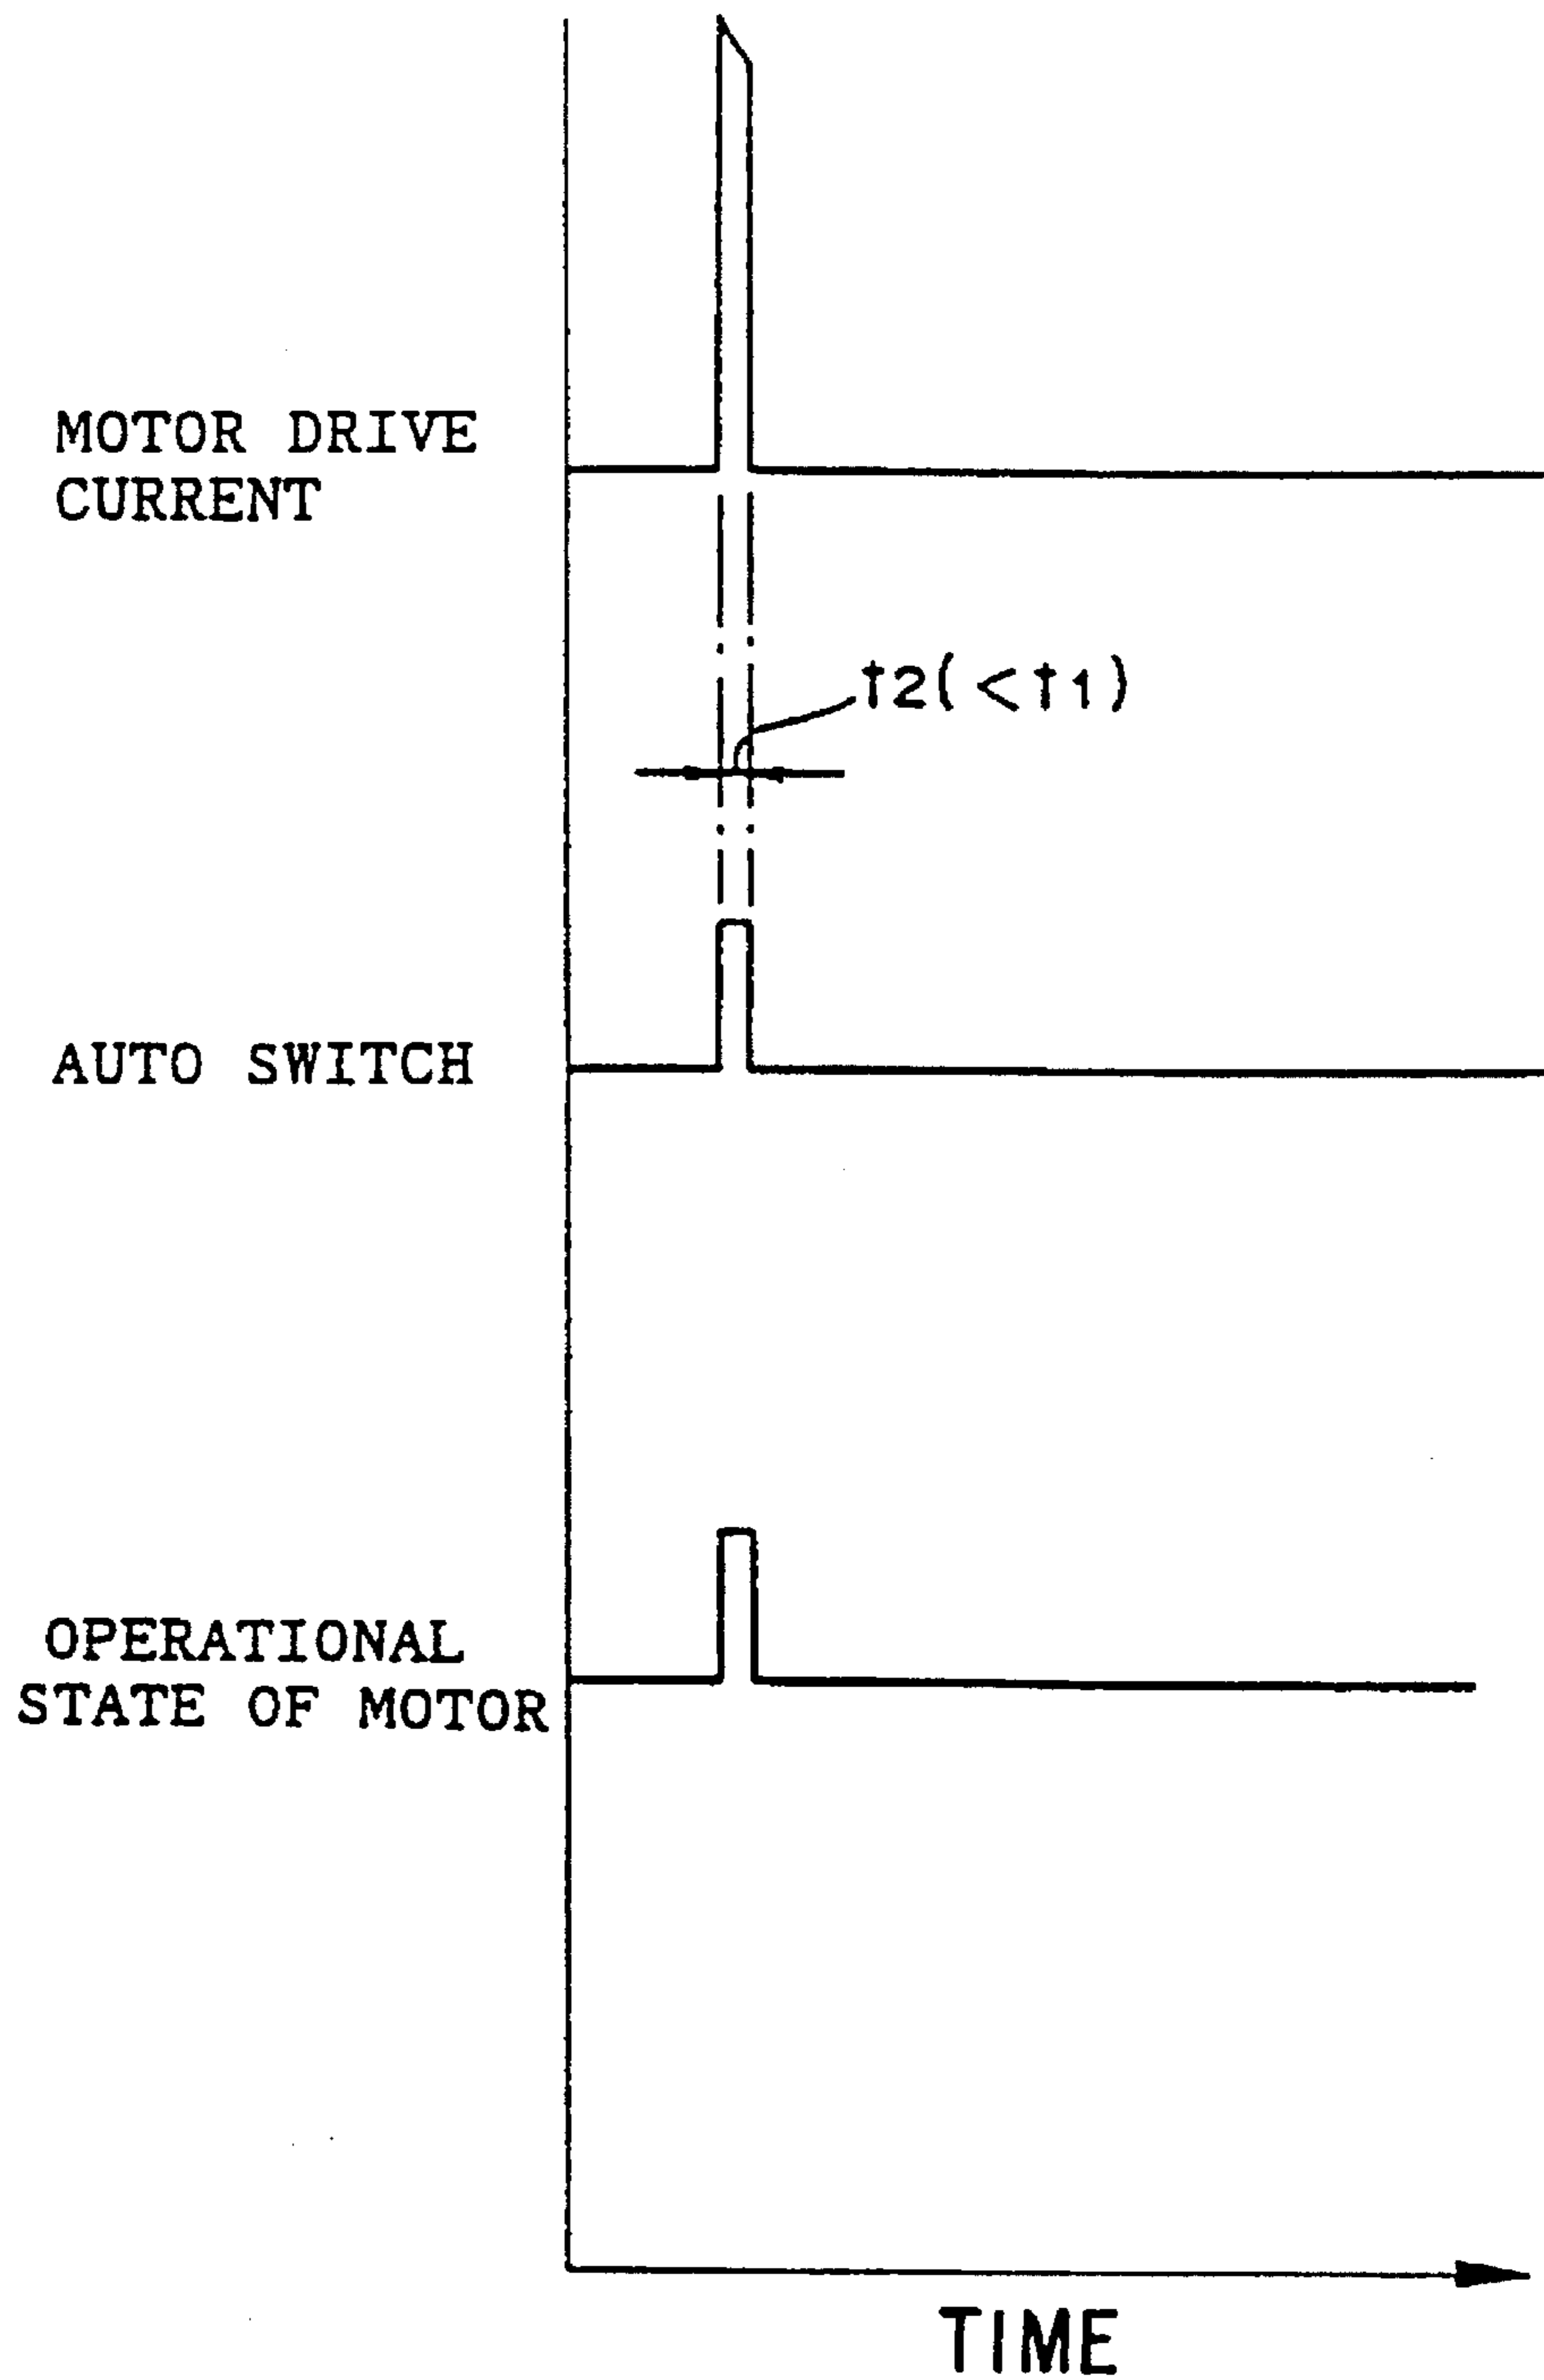 MOTOR DRIVE
CURRENT
t2(<t1)
AUTO SWITCH
OPERATIONAL
STATE OF MOTOR
TIME